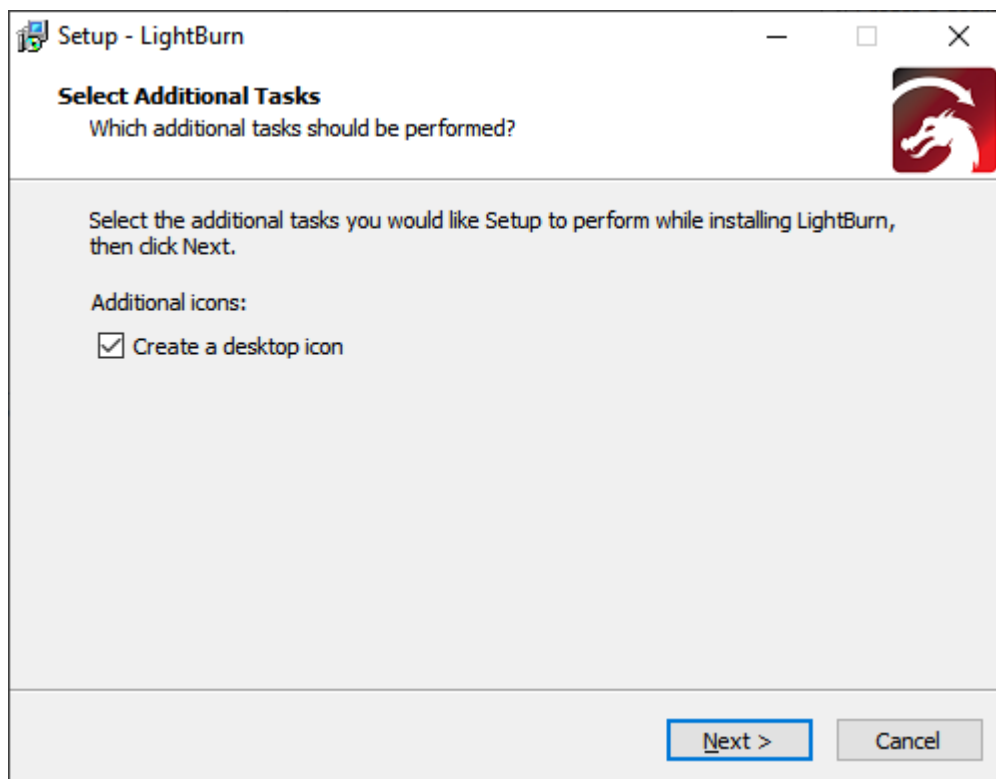 Setup - LightBurn
Select Additional Tasks
Which additional tasks should be performed?
Select the additional tasks you would like Setup to perform while installing LightBurn,
then click Next.
Additional icons:
Create a desktop icon
Next >
Cancel